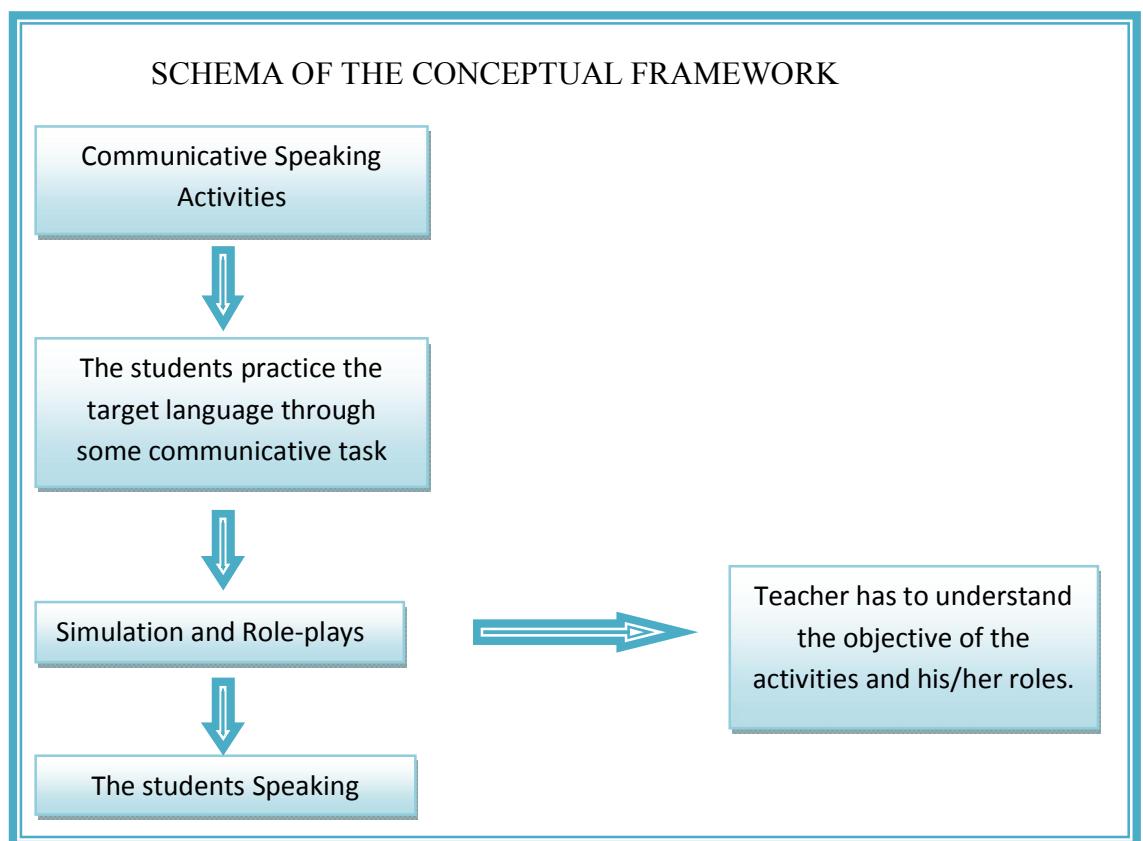 SCHEMA OF THE CONCEPTUAL FRAMEWORK
Communicative Speaking
Activities
The students practice the
target language through
some communicative task
Simulation and Role-plays
Teacher has to understand
the objective of the
activities and his/her roles.
The students Speaking